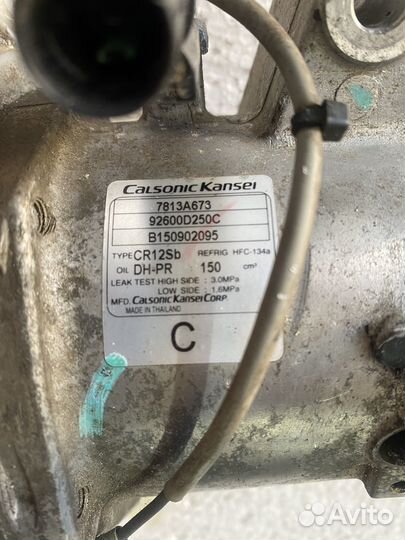 Calsonic Kansei
7813A673
92600D250C
B150902095
TYPE CR12Sb REFRIG HFC-134a
OIL DH-PR 150 cm³
LEAK TEST HIGH SIDE : 3.0MPa
LOW SIDE : 1.6MPa
MFD. Calsonic Kansei CORP.
MADE IN THAILAND
C
Avito